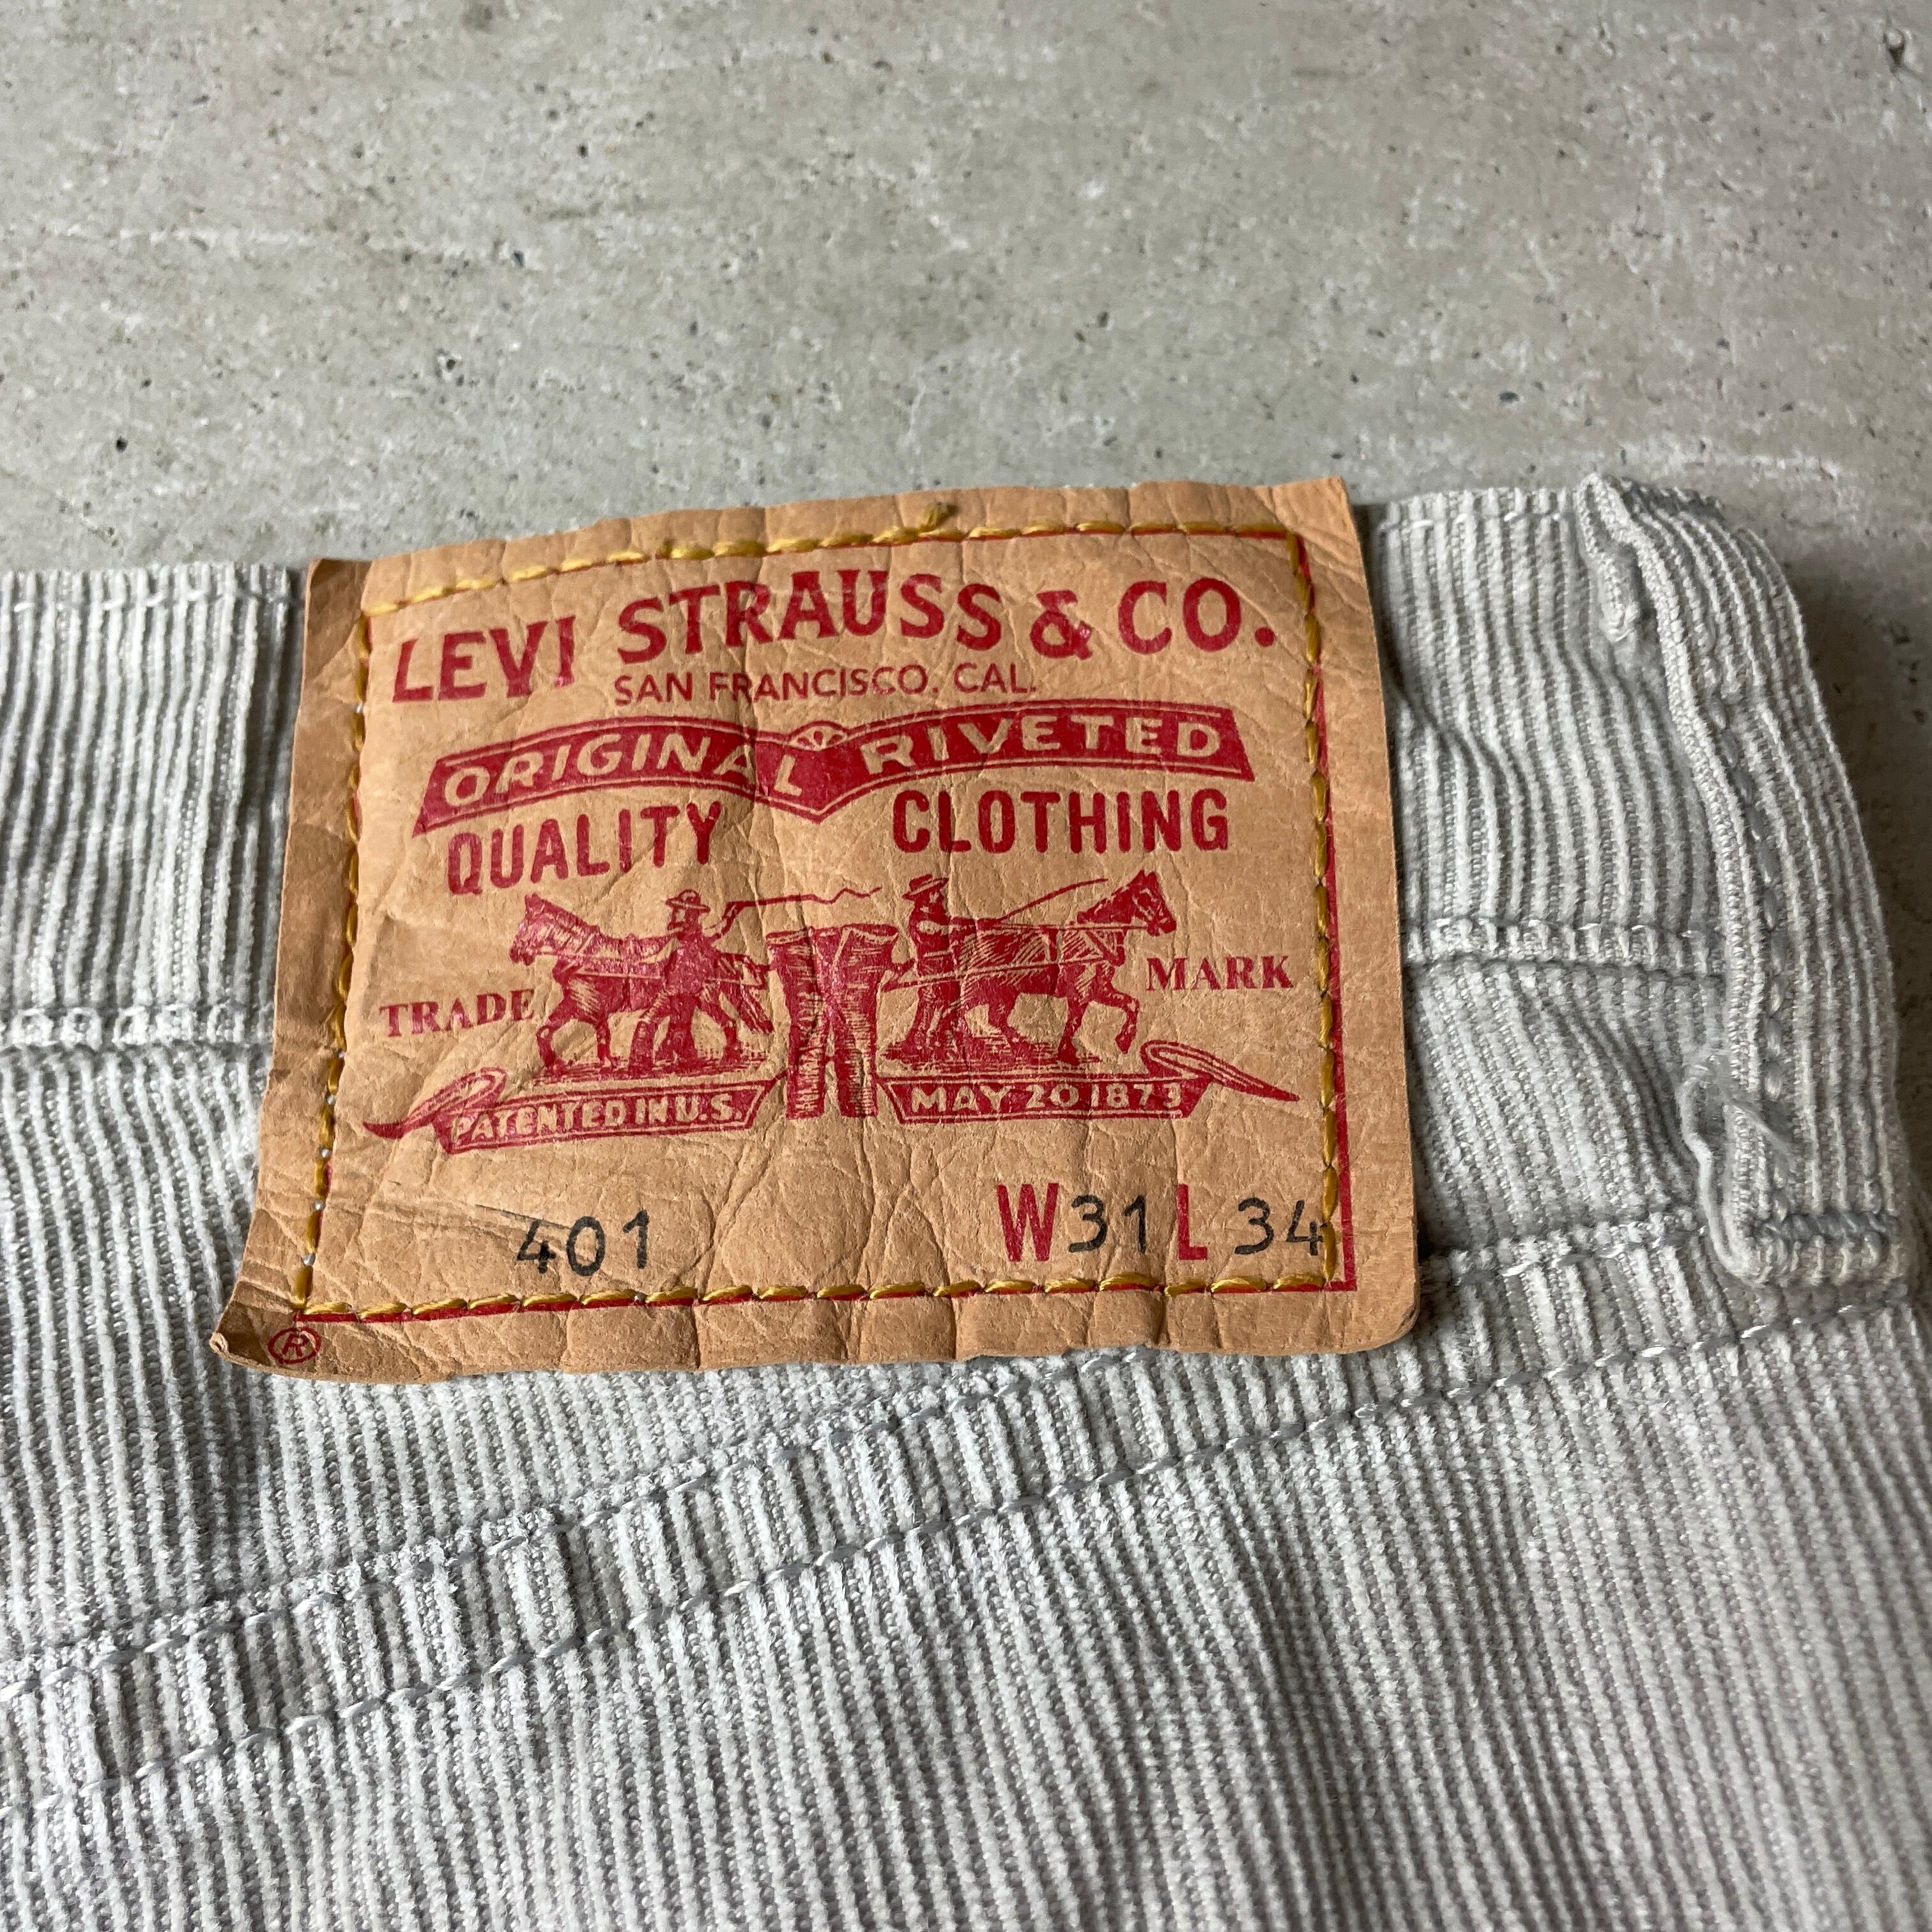 LEVI STRAUSS & CO.
SAN FRANCISCO, CAL.
ORIGINAL RIVETED
QUALITY CLOTHING
TRADE MARK
PATENTED IN U.S. MAY 20 1873
401 W31 L 34
®